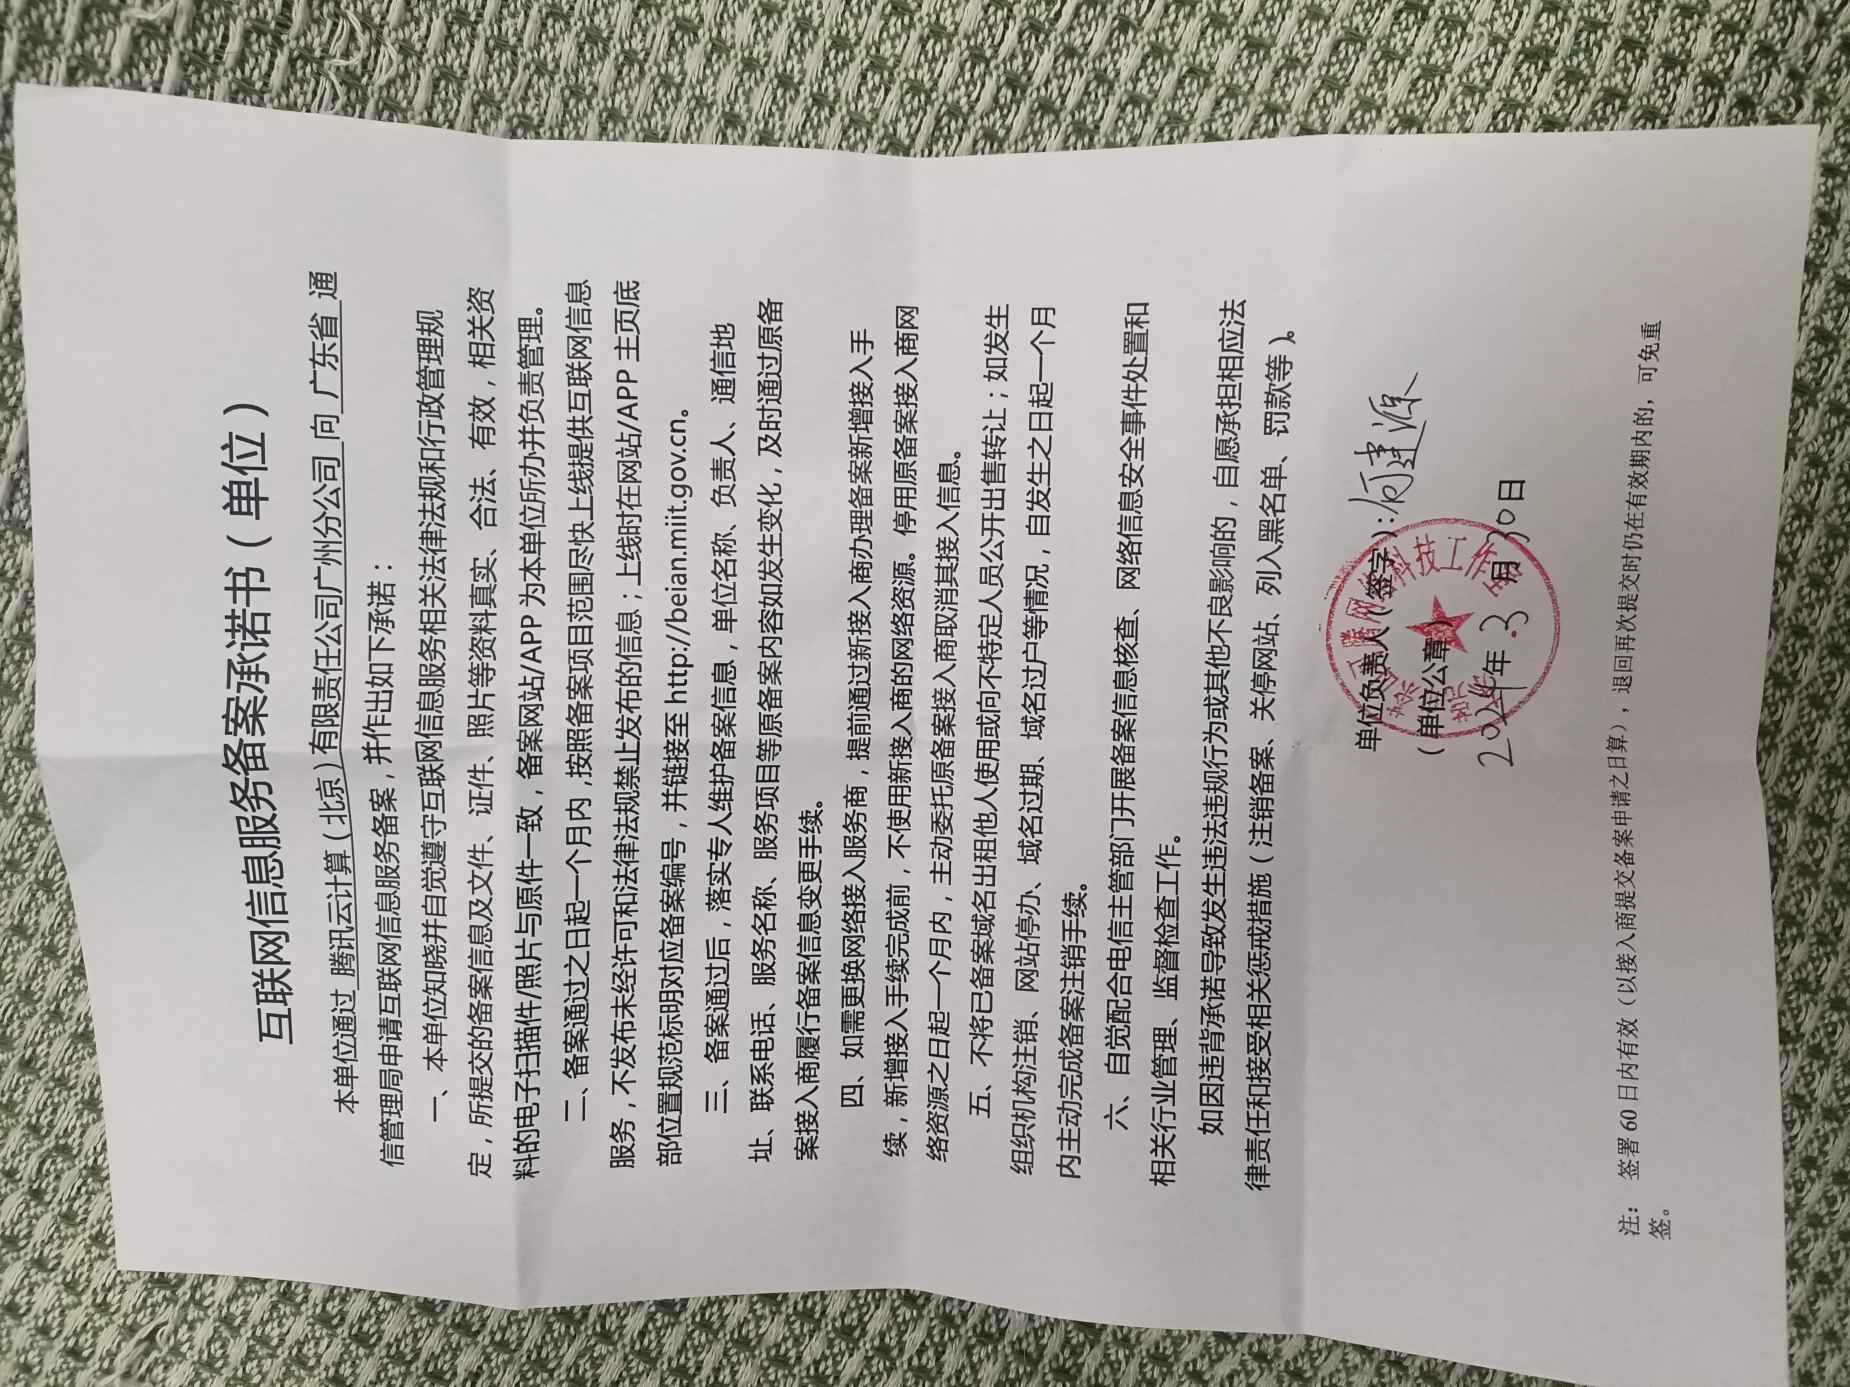 互联网信息服务备案承诺书（单位）
本单位通过 腾讯云计算（北京）有限责任公司广州分公司 向 广东省 通
信管理局申请互联网信息服务备案，并作出如下承诺：
一、本单位知晓并自觉遵守互联网信息服务相关法律法规和行政管理规
定，所提交的备案信息及文件、证件、照片等资料真实、合法、有效，相关资
料的电子扫描件/照片与原件一致，备案网站/APP 为本单位所办并负责管理。
二、备案通过之日起一个月内，按照备案项目范围尽快上线提供互联网信息
服务，不发布未经许可和法律法规禁止发布的信息；上线时在网站/APP 主页底
部位置规范标明对应备案编号，并链接至 http://beian.miit.gov.cn。
三、备案通过后，落实专人维护备案信息，单位名称、负责人、通信地
址、联系电话、服务名称、服务项目等原备案内容如发生变化，及时通过原备
案接入商履行备案信息变更手续。
四、如需更换网络接入服务商，提前通过新接入商办理备案新增接入手
续，新增接入手续完成前，不使用新接入商的网络资源。停用原备案接入商网
络资源之日起一个月内，主动委托原备案接入商取消其接入信息。
五、不将已备案域名出租他人使用或向不特定人员公开出售转让；如发生
组织机构注销、网站停办、域名过期、域名过户等情况，自发生之日起一个月
内主动完成备案注销手续。
六、自觉配合电信主管部门开展备案信息核查、网络信息安全事件处置和
相关行业管理、监督检查工作。
如因违背承诺导致发生违法违规行为或其他不良影响的，自愿承担相应法
律责任和接受相关惩戒措施（注销备案、关停网站、列入黑名单、罚款等）。
单位负责人（签字）：何建源
（单位公章）
2021年 3 月30日
网络科技工作室
注： 签署 60 日内有效（以接入商提交备案申请之日算），退回再次提交时仍在有效期内的，可免重
签。